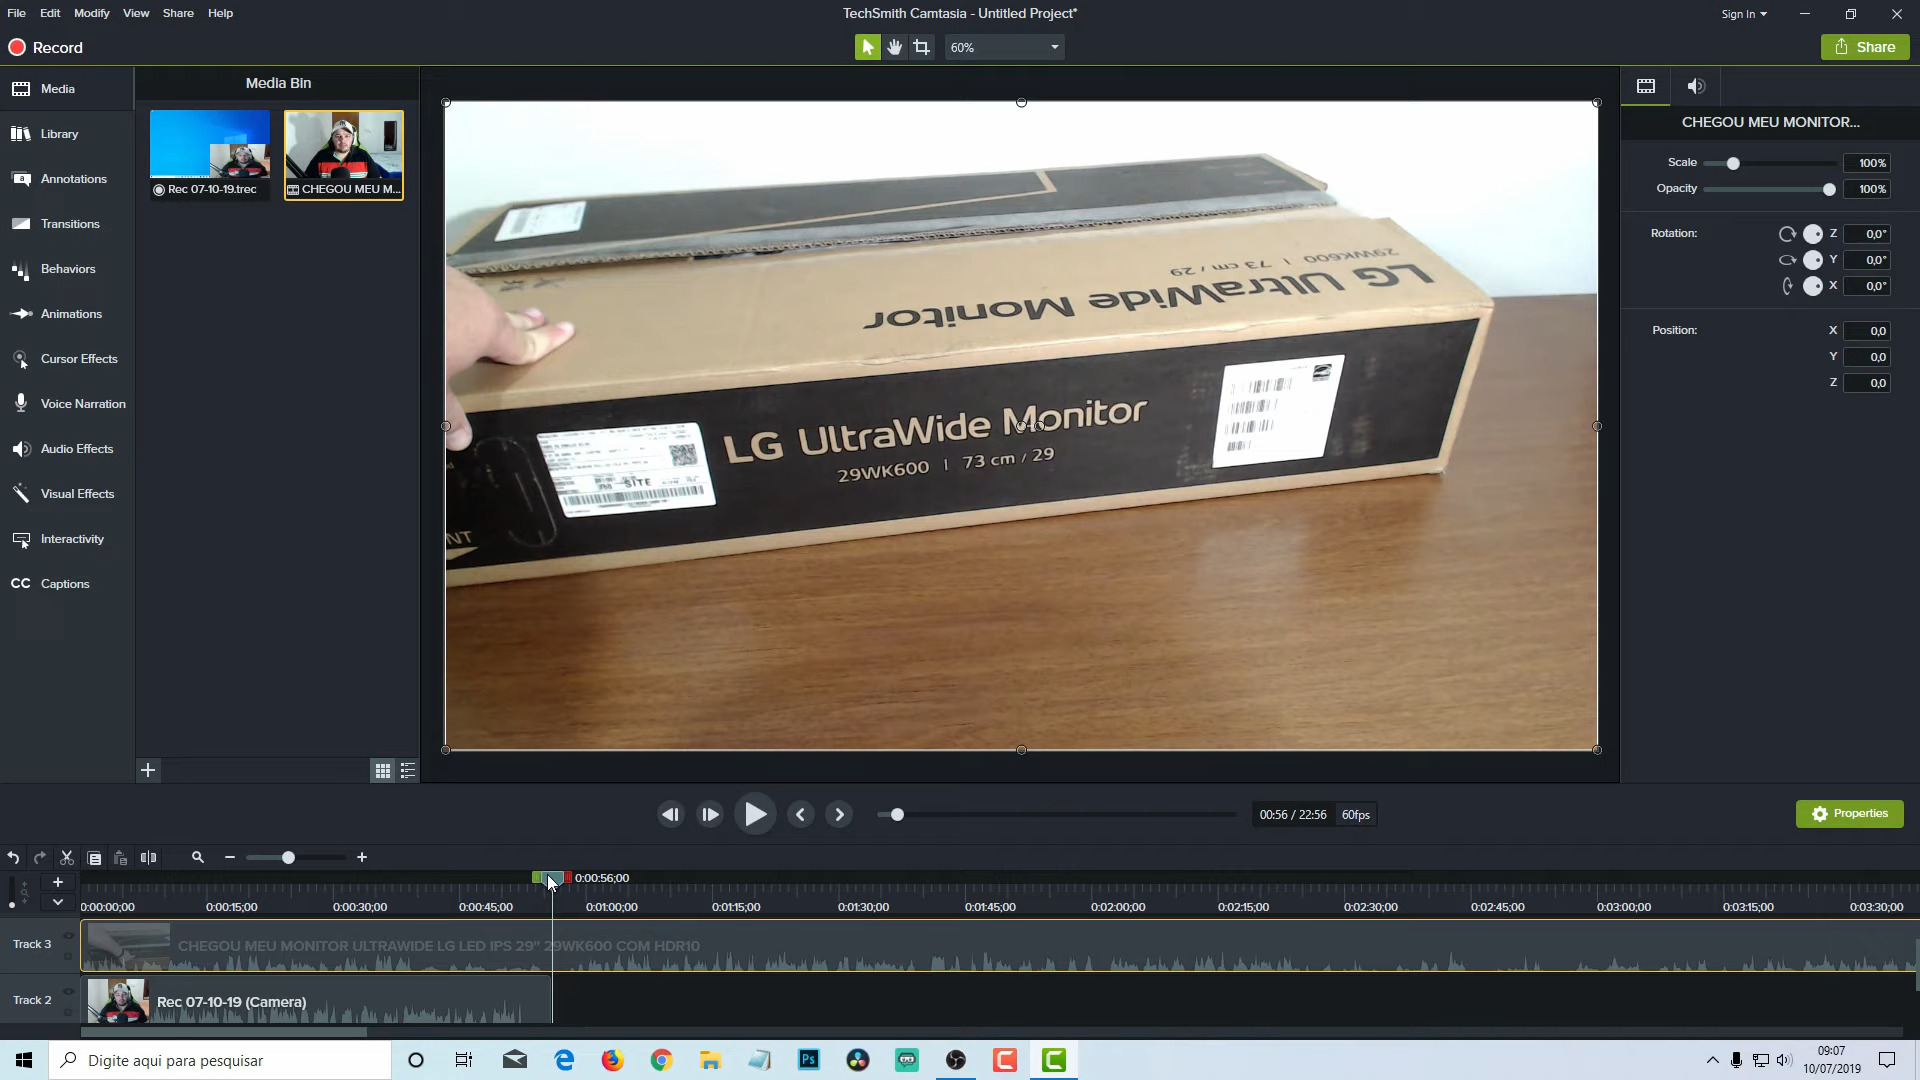 File Edit Modify View Share Help
TechSmith Camtasia - Untitled Project*
Sign In
Record
60%
Share
Media
Library
Annotations
Transitions
Behaviors
Animations
Cursor Effects
Voice Narration
Audio Effects
Visual Effects
Interactivity
CC Captions
Media Bin
Rec 07-10-19.trec
CHEGOU MEU M...
29WK600 | 73 cm / 29
LG UltraWide Monitor
LG UltraWide Monitor
29WK600 | 73 cm / 29
SITE
NT
CHEGOU MEU MONITOR...
Scale 100%
Opacity 100%
Rotation: Z 0,0°
Y 0,0°
X 0,0°
Position: X 0,0
Y 0,0
Z 0,0
00:56 / 22:56 60fps
Properties
0:00:56;00
0:00:00;00 0:00:15;00 0:00:30;00 0:00:45;00 0:01:00;00 0:01:15;00 0:01:30;00 0:01:45;00 0:02:00;00 0:02:15;00 0:02:30;00 0:02:45;00 0:03:00;00 0:03:15;00 0:03:30;00
Track 3
CHEGOU MEU MONITOR ULTRAWIDE LG LED IPS 29" 29WK600 COM HDR10
Track 2
Rec 07-10-19 (Camera)
Digite aqui para pesquisar
Ps
09:07
10/07/2019